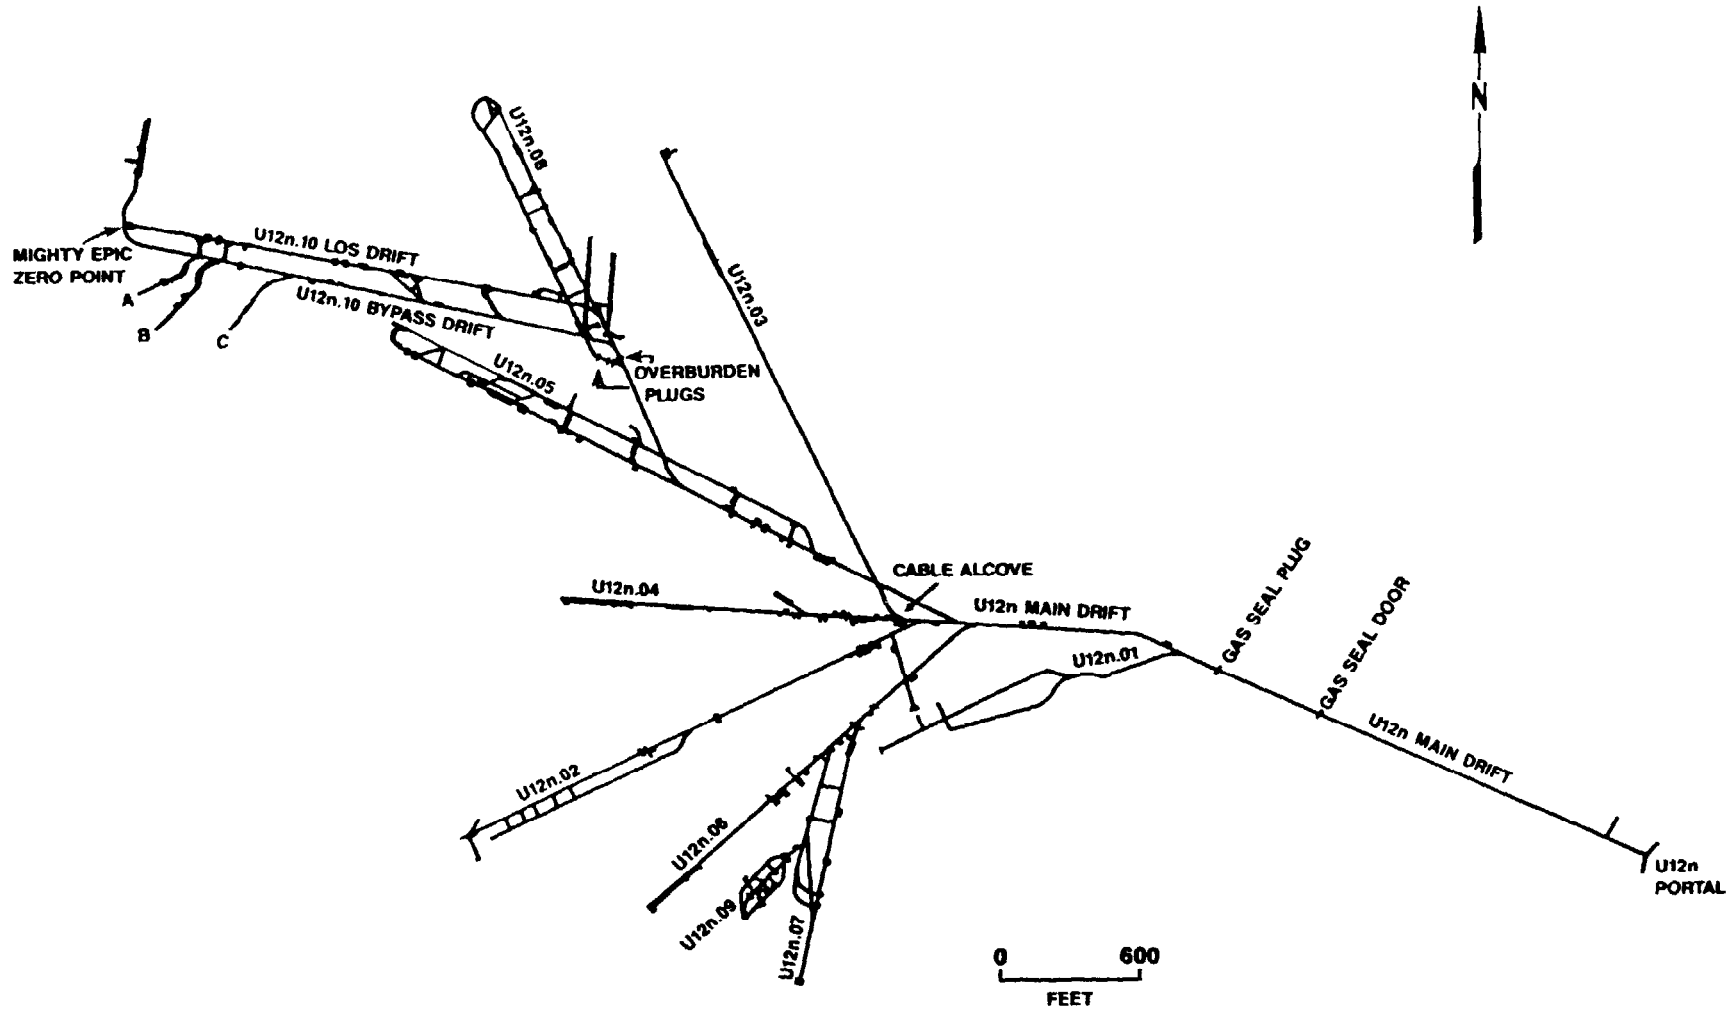 N
U12n.08
U12n.10 LOS DRIFT
MIGHTY EPIC
ZERO POINT
A
B
C
U12n.10 BYPASS DRIFT
U12n.03
U12n.05
OVERBURDEN
PLUGS
CABLE ALCOVE
U12n.04
U12n MAIN DRIFT
GAS SEAL PLUG
GAS SEAL DOOR
U12n.01
U12n MAIN DRIFT
U12n.02
U12n.06
U12n.09
U12n.07
U12n
PORTAL
0 600
FEET